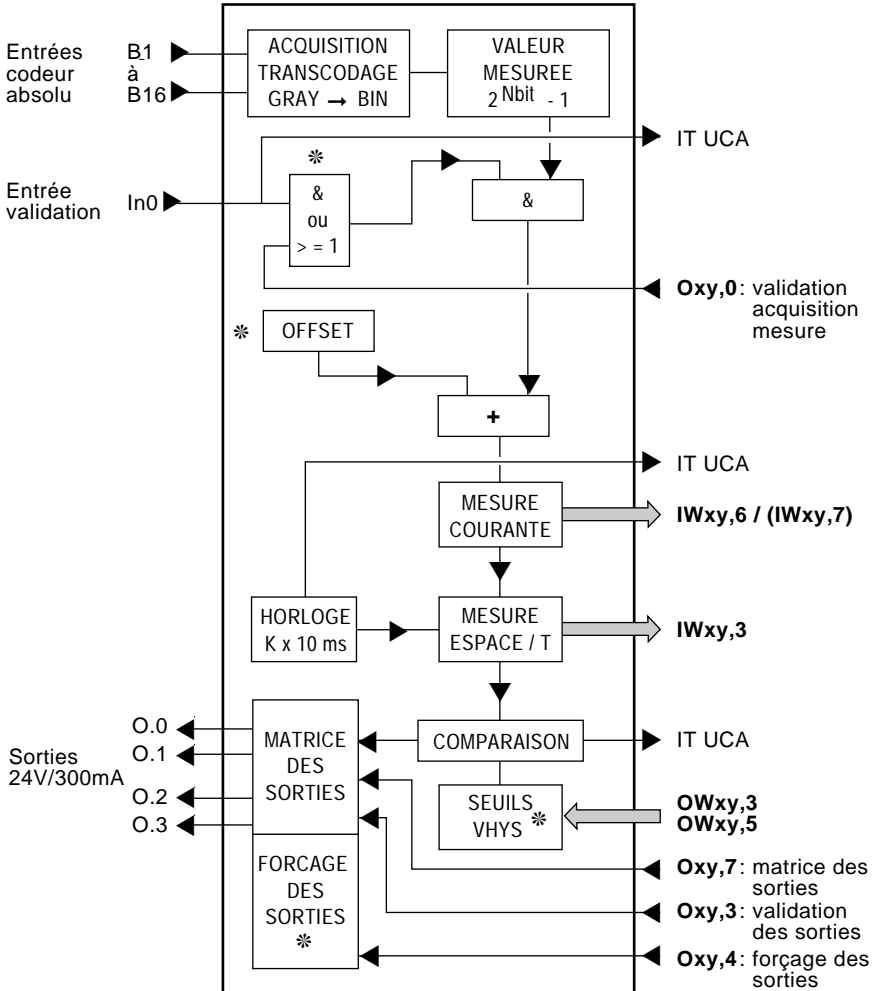 Entrées
codeur
absolu
B1
à
B16
ACQUISITION
TRANSCODAGE
GRAY → BIN
VALEUR
MESUREE
2 Nbit - 1
IT UCA
Entrée
validation
In0
&
ou
> = 1
&
Oxy,0 : validation
acquisition
mesure
OFFSET
+
IT UCA
MESURE
COURANTE
IWxy,6 / (IWxy,7)
HORLOGE
K x 10 ms
MESURE
ESPACE / T
IWxy,3
Sorties
24V/300mA
O.0
O.1
O.2
O.3
MATRICE
DES
SORTIES
COMPARAISON
IT UCA
SEUILS
VHYS
OWxy,3
OWxy,5
FORCAGE
DES
SORTIES
Oxy,7 : matrice des
sorties
Oxy,3 : validation
des sorties
Oxy,4 : forçage des
sorties